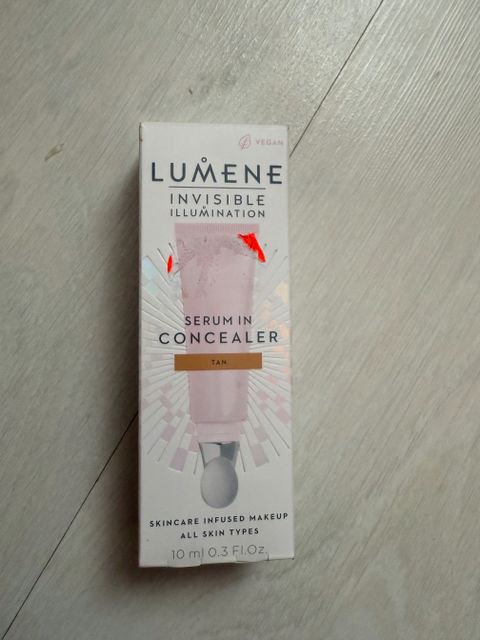 VEGAN
LUMENE
INVISIBLE
ILLUMINATION
SERUM IN
CONCEALER
TAN
SKINCARE INFUSED MAKEUP
ALL SKIN TYPES
10 ml 0.3 Fl.Oz.